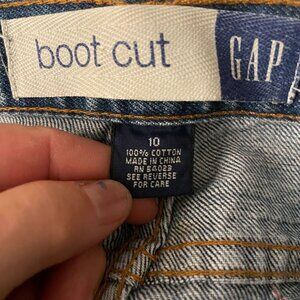 boot cut GAP
10
100% COTTON
MADE IN CHINA
RN 54023
SEE REVERSE
FOR CARE